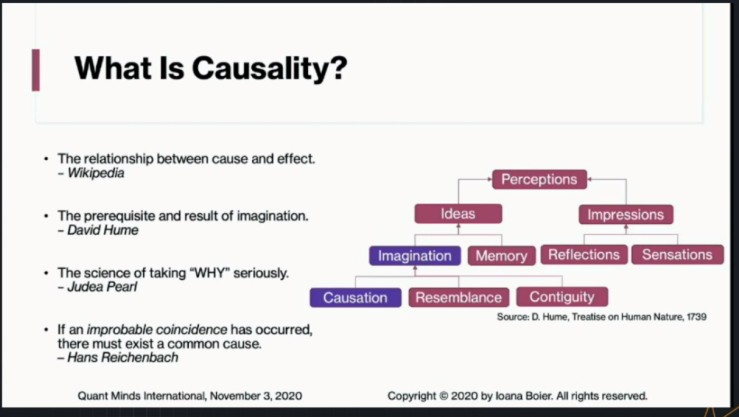 What Is Causality?
• The relationship between cause and effect.
– Wikipedia
• The prerequisite and result of imagination.
– David Hume
• The science of taking “WHY” seriously.
– Judea Pearl
• If an improbable coincidence has occurred,
there must exist a common cause.
– Hans Reichenbach
Perceptions
Ideas
Impressions
Imagination
Memory
Reflections
Sensations
Causation
Resemblance
Contiguity
Source: D. Hume, Treatise on Human Nature, 1739
Quant Minds International, November 3, 2020
Copyright © 2020 by Ioana Boier. All rights reserved.